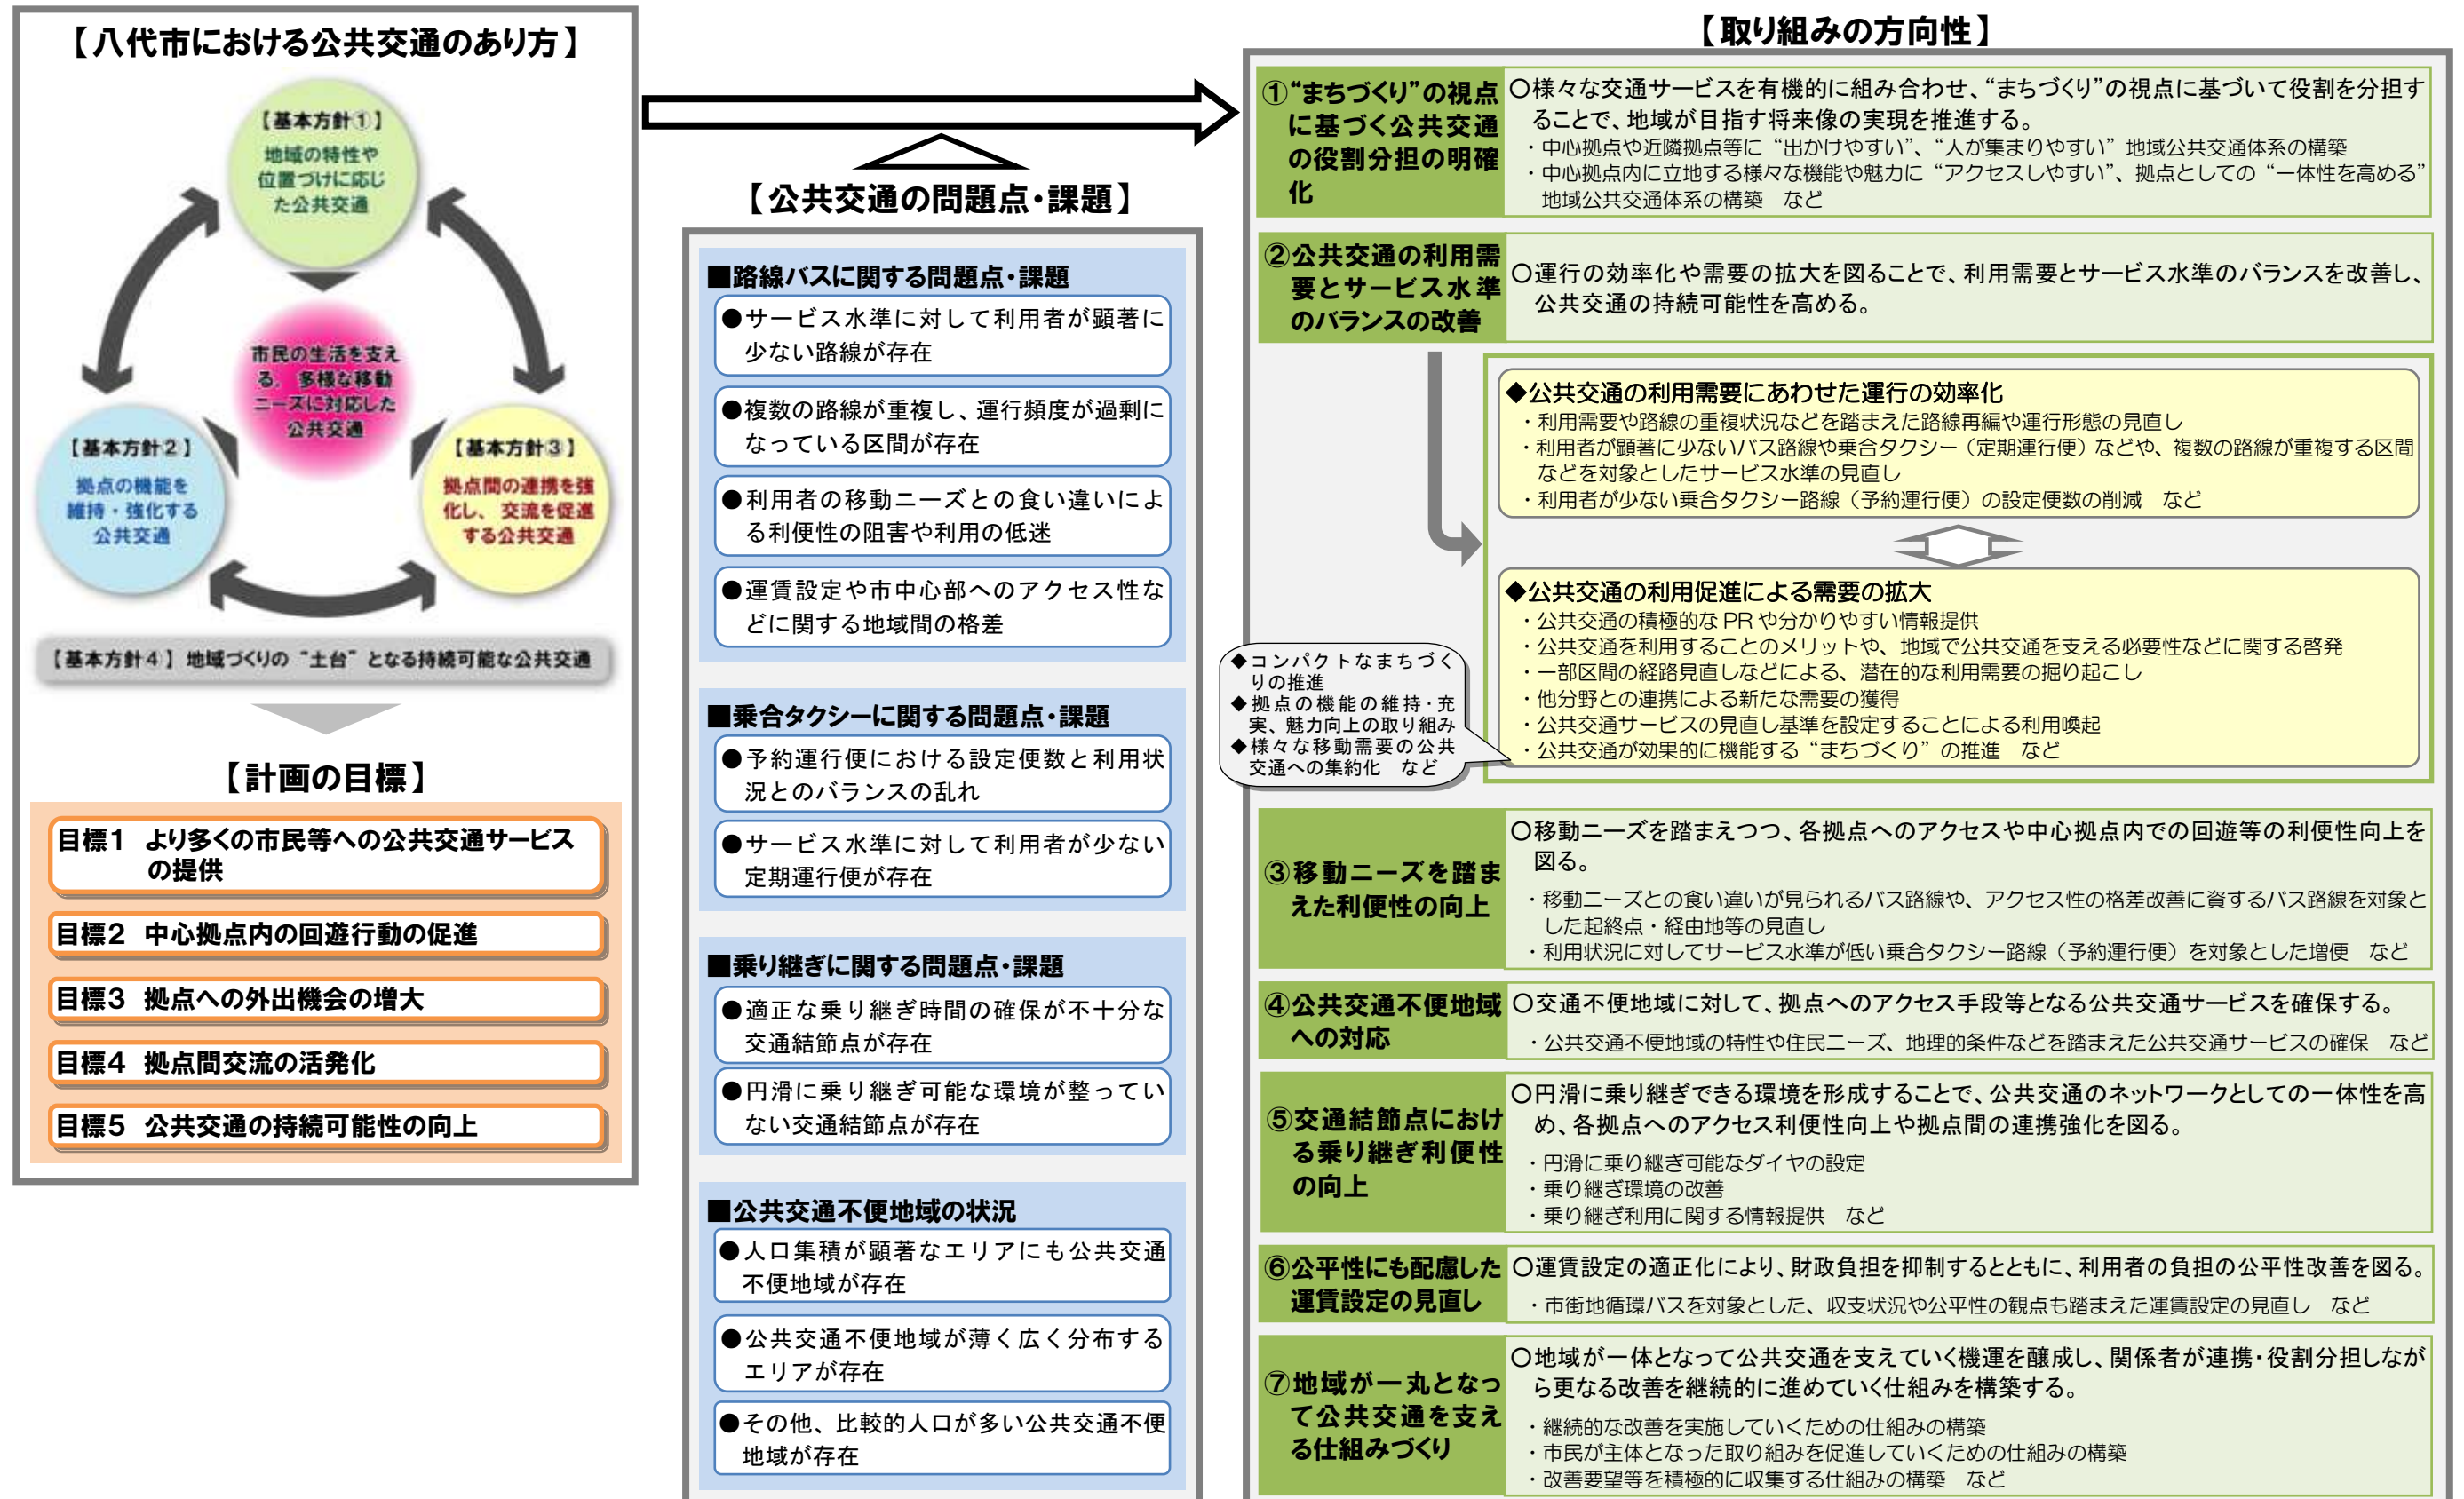 【八代市における公共交通のあり方】
【基本方針①】
地域の特性や
位置づけに応じ
た公共交通
市民の生活を支え
る、多様な移動
ニーズに対応した
公共交通
【基本方針②】
拠点の機能を
維持・強化する
公共交通
【基本方針③】
拠点間の連携を強
化し、交流を促進
する公共交通
【基本方針④】地域づくりの“土台”となる持続可能な公共交通
【計画の目標】
目標1 より多くの市民等への公共交通サービス
の提供
目標2 中心拠点内の回遊行動の促進
目標3 拠点への外出機会の増大
目標4 拠点間交流の活発化
目標5 公共交通の持続可能性の向上
【公共交通の問題点・課題】
■路線バスに関する問題点・課題
●サービス水準に対して利用者が顕著に
少ない路線が存在
●複数の路線が重複し、運行頻度が過剰に
なっている区間が存在
●利用者の移動ニーズとの食い違いによ
る利便性の阻害や利用の低迷
●運賃設定や市中心部へのアクセス性な
どに関する地域間の格差
■乗合タクシーに関する問題点・課題
●予約運行便における設定便数と利用状
況とのバランスの乱れ
●サービス水準に対して利用者が少ない
定期運行便が存在
■乗り継ぎに関する問題点・課題
●適正な乗り継ぎ時間の確保が不十分な
交通結節点が存在
●円滑に乗り継ぎ可能な環境が整ってい
ない交通結節点が存在
■公共交通不便地域の状況
●人口集積が顕著なエリアにも公共交通
不便地域が存在
●公共交通不便地域が薄く広く分布する
エリアが存在
●その他、比較的人口が多い公共交通不便
地域が存在
【取り組みの方向性】
①“まちづくり”の視点
に基づく公共交通
の役割分担の明確
化
○様々な交通サービスを有機的に組み合わせ、“まちづくり”の視点に基づいて役割を分担す
ることで、地域が目指す将来像の実現を推進する。
・中心拠点や近隣拠点等に“出かけやすい”、“人が集まりやすい”地域公共交通体系の構築
・中心拠点内に立地する様々な機能や魅力に“アクセスしやすい”、拠点としての“一体性を高める”
地域公共交通体系の構築 など
②公共交通の利用需
要とサービス水準
のバランスの改善
○運行の効率化や需要の拡大を図ることで、利用需要とサービス水準のバランスを改善し、
公共交通の持続可能性を高める。
◆公共交通の利用需要にあわせた運行の効率化
・利用需要や路線の重複状況などを踏まえた路線再編や運行形態の見直し
・利用者が顕著に少ないバス路線や乗合タクシー（定期運行便）などや、複数の路線が重複する区間
などを対象としたサービス水準の見直し
・利用者が少ない乗合タクシー路線（予約運行便）の設定便数の削減 など
◆公共交通の利用促進による需要の拡大
・公共交通の積極的なPRや分かりやすい情報提供
・公共交通を利用することのメリットや、地域で公共交通を支える必要性などに関する啓発
・一部区間の経路見直しなどによる、潜在的な利用需要の掘り起こし
・他分野との連携による新たな需要の獲得
・公共交通サービスの見直し基準を設定することによる利用喚起
・公共交通が効果的に機能する“まちづくり”の推進 など
◆コンパクトなまちづく
りの推進
◆拠点の機能の維持・充
実、魅力向上の取り組み
◆様々な移動需要の公共
交通への集約化 など
③移動ニーズを踏ま
えた利便性の向上
○移動ニーズを踏まえつつ、各拠点へのアクセスや中心拠点内での回遊等の利便性向上を
図る。
・移動ニーズとの食い違いが見られるバス路線や、アクセス性の格差改善に資するバス路線を対象と
した起終点・経由地等の見直し
・利用状況に対してサービス水準が低い乗合タクシー路線（予約運行便）を対象とした増便 など
④公共交通不便地域
への対応
○交通不便地域に対して、拠点へのアクセス手段等となる公共交通サービスを確保する。
・公共交通不便地域の特性や住民ニーズ、地理的条件などを踏まえた公共交通サービスの確保 など
⑤交通結節点におけ
る乗り継ぎ利便性
の向上
○円滑に乗り継ぎできる環境を形成することで、公共交通のネットワークとしての一体性を高
め、各拠点へのアクセス利便性向上や拠点間の連携強化を図る。
・円滑に乗り継ぎ可能なダイヤの設定
・乗り継ぎ環境の改善
・乗り継ぎ利用に関する情報提供 など
⑥公平性にも配慮した
運賃設定の見直し
○運賃設定の適正化により、財政負担を抑制するとともに、利用者の負担の公平性改善を図る。
・市街地循環バスを対象とした、収支状況や公平性の観点も踏まえた運賃設定の見直し など
⑦地域が一丸となっ
て公共交通を支え
る仕組みづくり
○地域が一体となって公共交通を支えていく機運を醸成し、関係者が連携・役割分担しなが
ら更なる改善を継続的に進めていく仕組みを構築する。
・継続的な改善を実施していくための仕組みの構築
・市民が主体となった取り組みを促進していくための仕組みの構築
・改善要望等を積極的に収集する仕組みの構築 など